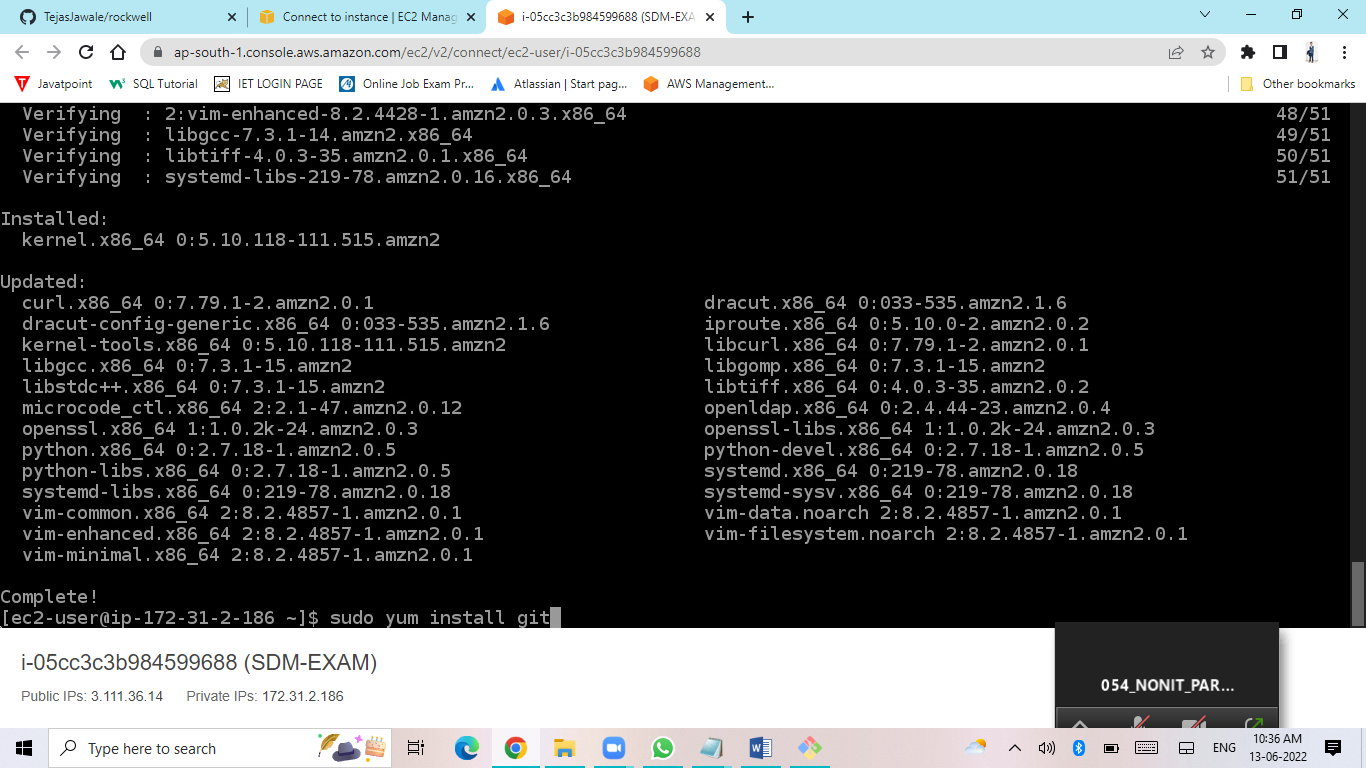 TejasJawale/rockwell
Connect to instance | EC2 Manag
i-05cc3c3b984599688 (SDM-EXA
ap-south-1.console.aws.amazon.com/ec2/v2/connect/ec2-user/i-05cc3c3b984599688
Javatpoint SQL Tutorial IET LOGIN PAGE Online Job Exam Pr... Atlassian | Start pag... AWS Management... Other bookmarks
Verifying : 2:vim-enhanced-8.2.4428-1.amzn2.0.3.x86_64 48/51
Verifying : libgcc-7.3.1-14.amzn2.x86_64 49/51
Verifying : libtiff-4.0.3-35.amzn2.0.1.x86_64 50/51
Verifying : systemd-libs-219-78.amzn2.0.16.x86_64 51/51
Installed:
kernel.x86_64 0:5.10.118-111.515.amzn2
Updated:
curl.x86_64 0:7.79.1-2.amzn2.0.1 dracut.x86_64 0:033-535.amzn2.1.6
dracut-config-generic.x86_64 0:033-535.amzn2.1.6 iproute.x86_64 0:5.10.0-2.amzn2.0.2
kernel-tools.x86_64 0:5.10.118-111.515.amzn2 libcurl.x86_64 0:7.79.1-2.amzn2.0.1
libgcc.x86_64 0:7.3.1-15.amzn2 libgomp.x86_64 0:7.3.1-15.amzn2
libstdc++.x86_64 0:7.3.1-15.amzn2 libtiff.x86_64 0:4.0.3-35.amzn2.0.2
microcode_ctl.x86_64 2:2.1-47.amzn2.0.12 openldap.x86_64 0:2.4.44-23.amzn2.0.4
openssl.x86_64 1:1.0.2k-24.amzn2.0.3 openssl-libs.x86_64 1:1.0.2k-24.amzn2.0.3
python.x86_64 0:2.7.18-1.amzn2.0.5 python-devel.x86_64 0:2.7.18-1.amzn2.0.5
python-libs.x86_64 0:2.7.18-1.amzn2.0.5 systemd.x86_64 0:219-78.amzn2.0.18
systemd-libs.x86_64 0:219-78.amzn2.0.18 systemd-sysv.x86_64 0:219-78.amzn2.0.18
vim-common.x86_64 2:8.2.4857-1.amzn2.0.1 vim-data.noarch 2:8.2.4857-1.amzn2.0.1
vim-enhanced.x86_64 2:8.2.4857-1.amzn2.0.1 vim-filesystem.noarch 2:8.2.4857-1.amzn2.0.1
vim-minimal.x86_64 2:8.2.4857-1.amzn2.0.1
Complete!
[ec2-user@ip-172-31-2-186 ~]$ sudo yum install git
i-05cc3c3b984599688 (SDM-EXAM)
Public IPs: 3.111.36.14 Private IPs: 172.31.2.186
054_NONIT_PAR...
Type here to search
ENG
10:36 AM
13-06-2022